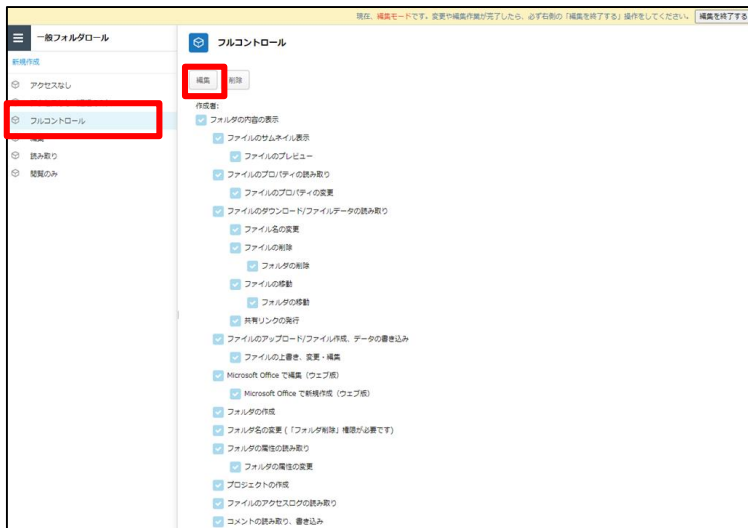 現在、編集モードです。変更や編集作業が完了したら、必ず右側の「編集を終了する」操作をしてください。 編集を終了する
一般フォルダロール
フルコントロール
新規作成
編集 削除
アクセスなし
作成者:
フルコントロール
フォルダの内容の表示
ファイルのサムネイル表示
読み取り
ファイルのプレビュー
閲覧のみ
ファイルのプロパティの読み取り
ファイルのプロパティの変更
ファイルのダウンロード/ファイルデータの読み取り
ファイル名の変更
ファイルの削除
フォルダの削除
ファイルの移動
フォルダの移動
共有リンクの発行
ファイルのアップロード/ファイル作成、データの書き込み
ファイルの上書き、変更・編集
Microsoft Office で編集（ウェブ版）
Microsoft Office で新規作成（ウェブ版）
フォルダの作成
フォルダ名の変更 (「フォルダ削除」権限が必要です)
フォルダの属性の読み取り
フォルダの属性の変更
プロジェクトの作成
ファイルのアクセスログの読み取り
コメントの読み取り、書き込み